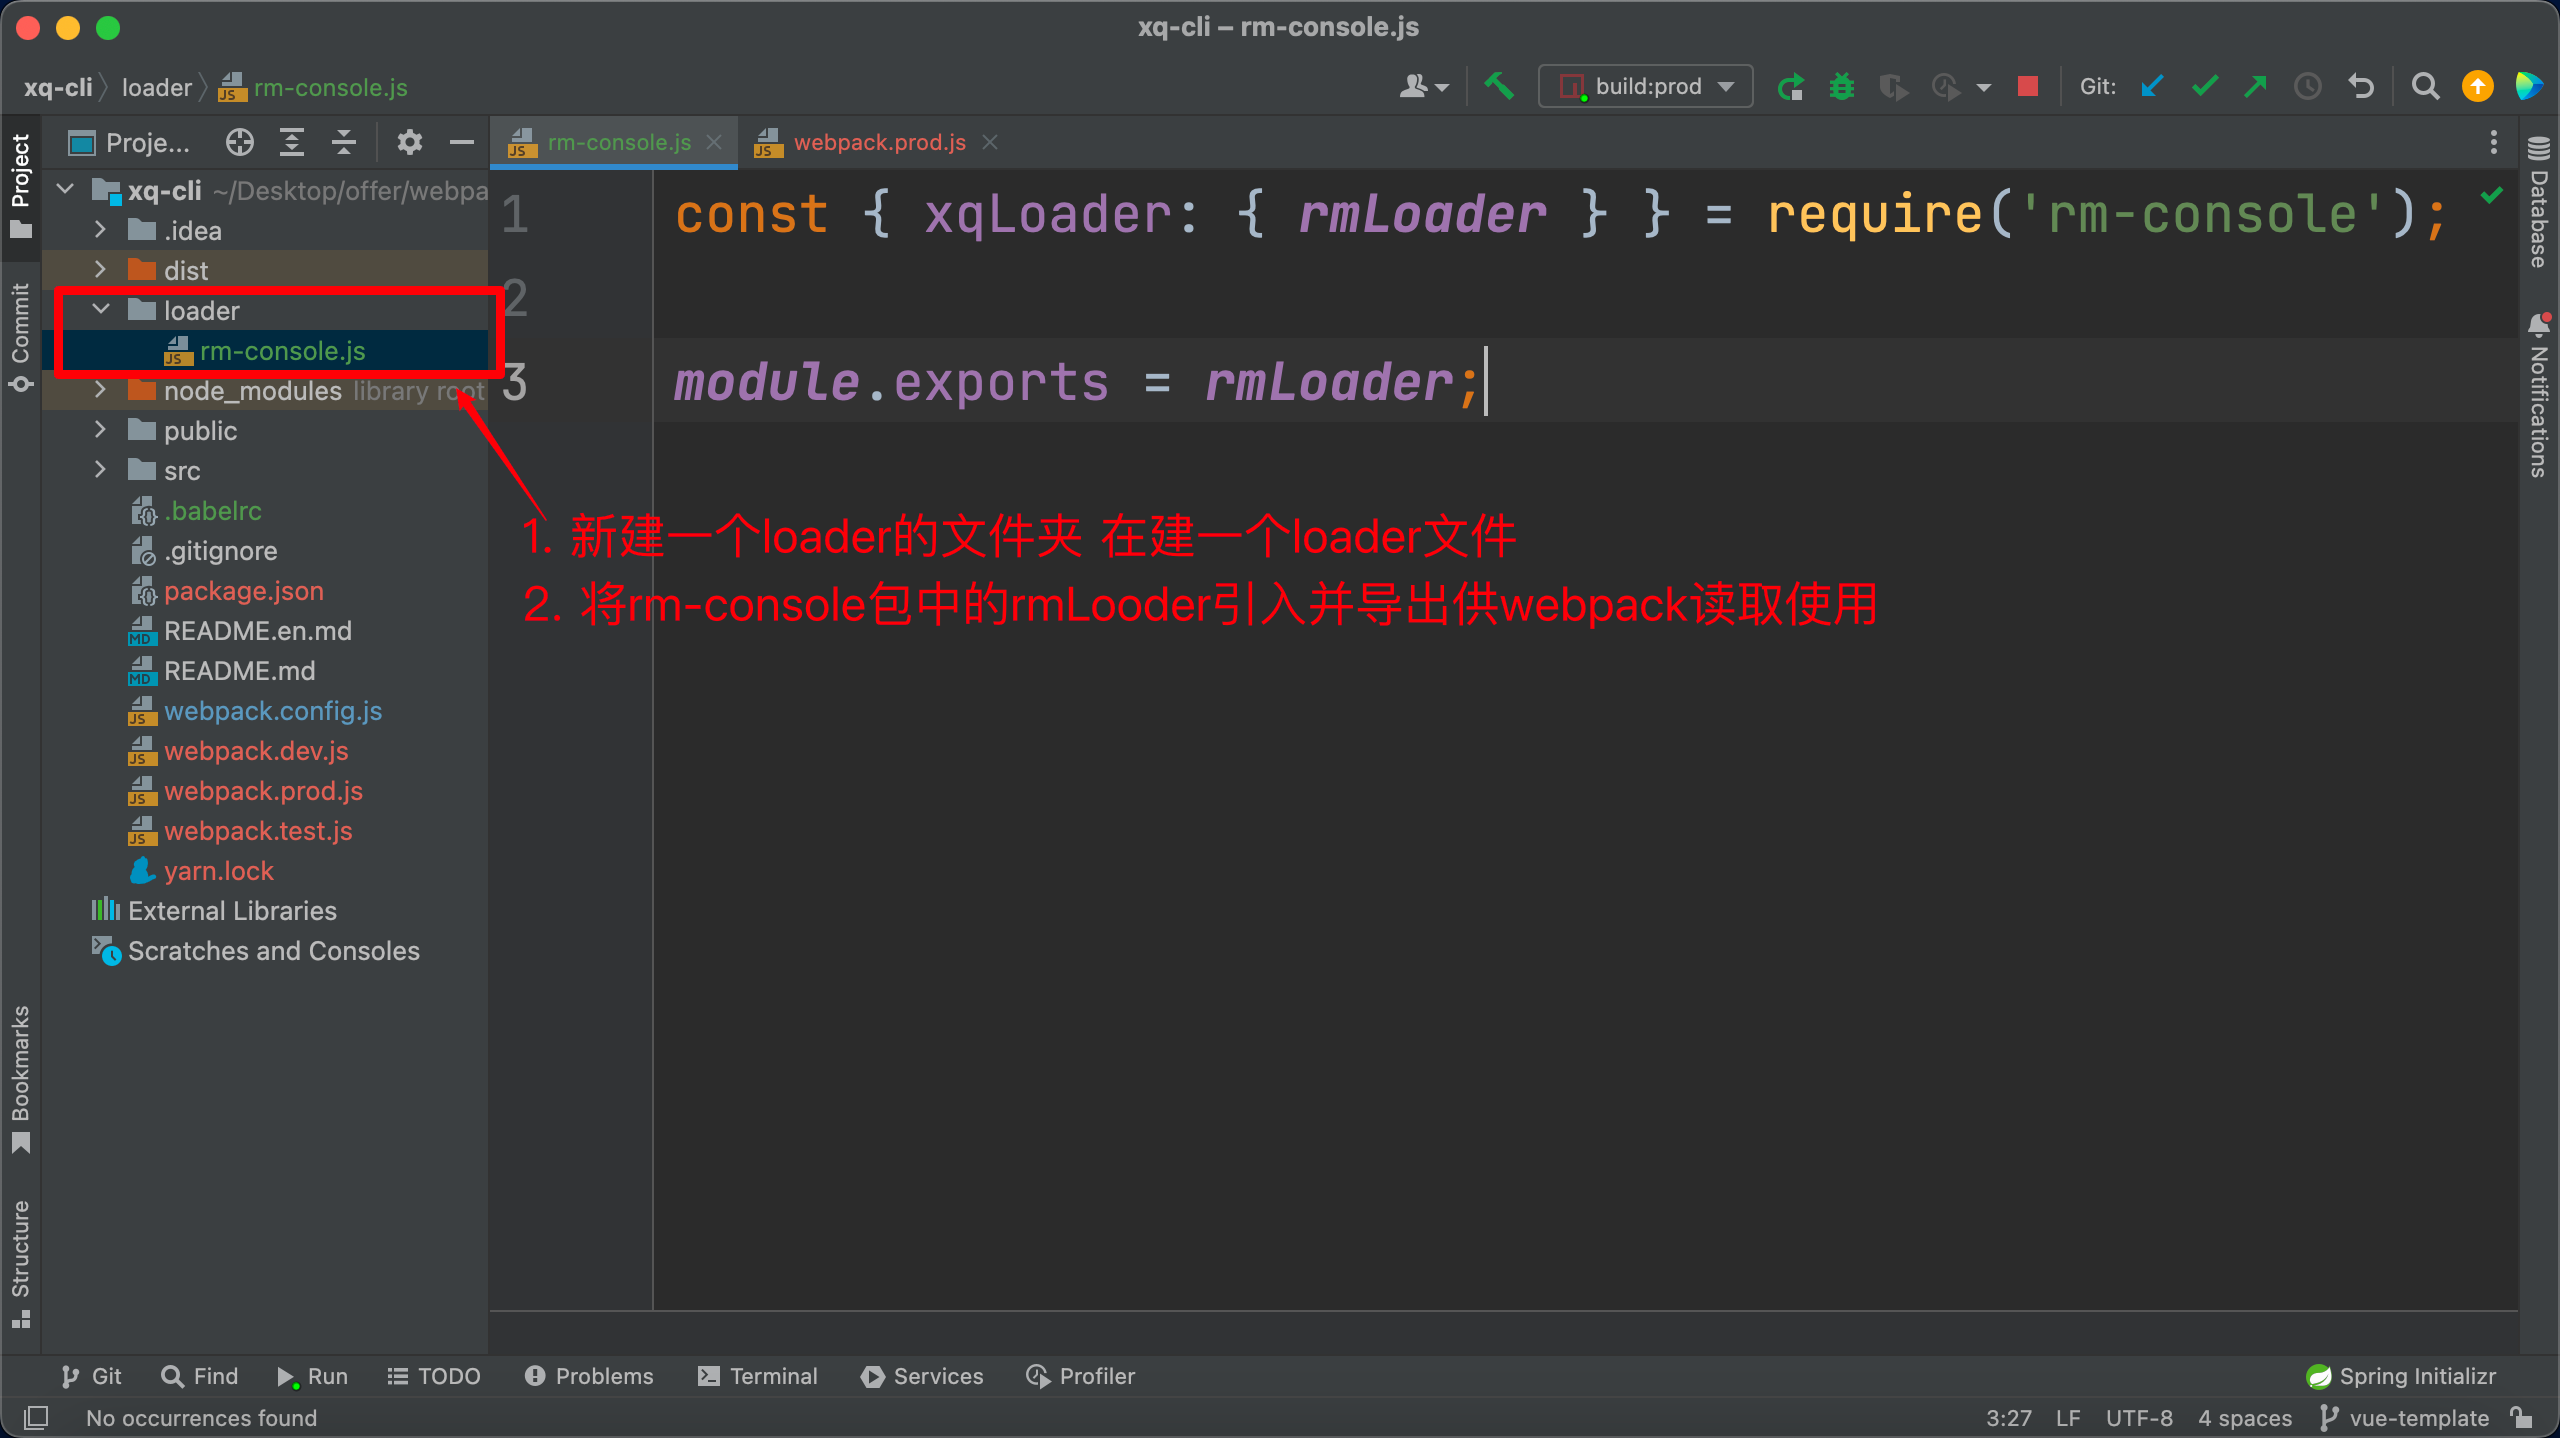 xq-cli – rm-console.js
xq-cli loader rm-console.js
build:prod
Git:
Project
Commit
Bookmarks
Structure
Proje...
xq-cli ~/Desktop/offer/webpa
.idea
dist
loader
rm-console.js
node_modules library root
public
src
.babelrc
.gitignore
package.json
README.en.md
README.md
webpack.config.js
webpack.dev.js
webpack.prod.js
webpack.test.js
yarn.lock
External Libraries
Scratches and Consoles
rm-console.js
webpack.prod.js
1 const { xqLoader: { rmLoader } } = require('rm-console');
2
3 module.exports = rmLoader;
1. 新建一个loader的文件夹 在建一个loader文件
2. 将rm-console包中的rmLooder引入并导出供webpack读取使用
Database
Notifications
Git Find Run TODO Problems Terminal Services Profiler Spring Initializr
No occurrences found 3:27 LF UTF-8 4 spaces vue-template